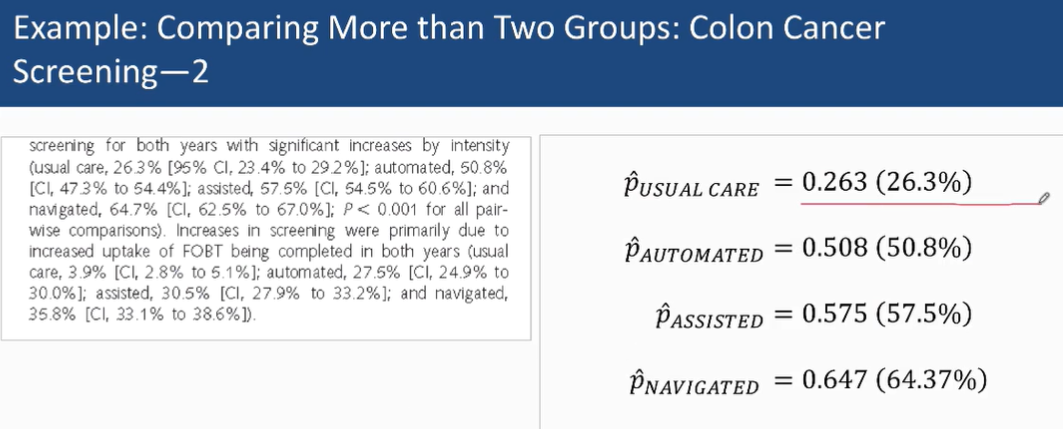 Example: Comparing More than Two Groups: Colon Cancer
Screening—2
screening for both years with significant increases by intensity
(usual care, 26.3% [95% CI, 23.4% to 29.2%]; automated, 50.8%
[CI, 47.3% to 54.4%]; assisted, 57.5% [CI, 54.5% to 60.6%]; and
navigated, 64.7% [CI, 62.5% to 67.0%]; P < 0.001 for all pair-
wise comparisons). Increases in screening were primarily due to
increased uptake of FOBT being completed in both years (usual
care, 3.9% [CI, 2.8% to 5.1%]; automated, 27.5% [CI, 24.9% to
30.0%]; assisted, 30.5% [CI, 27.9% to 33.2%]; and navigated,
35.8% [CI, 33.1% to 38.6%]).
p̂USUAL CARE = 0.263 (26.3%)
p̂AUTOMATED = 0.508 (50.8%)
p̂ASSISTED = 0.575 (57.5%)
p̂NAVIGATED = 0.647 (64.37%)